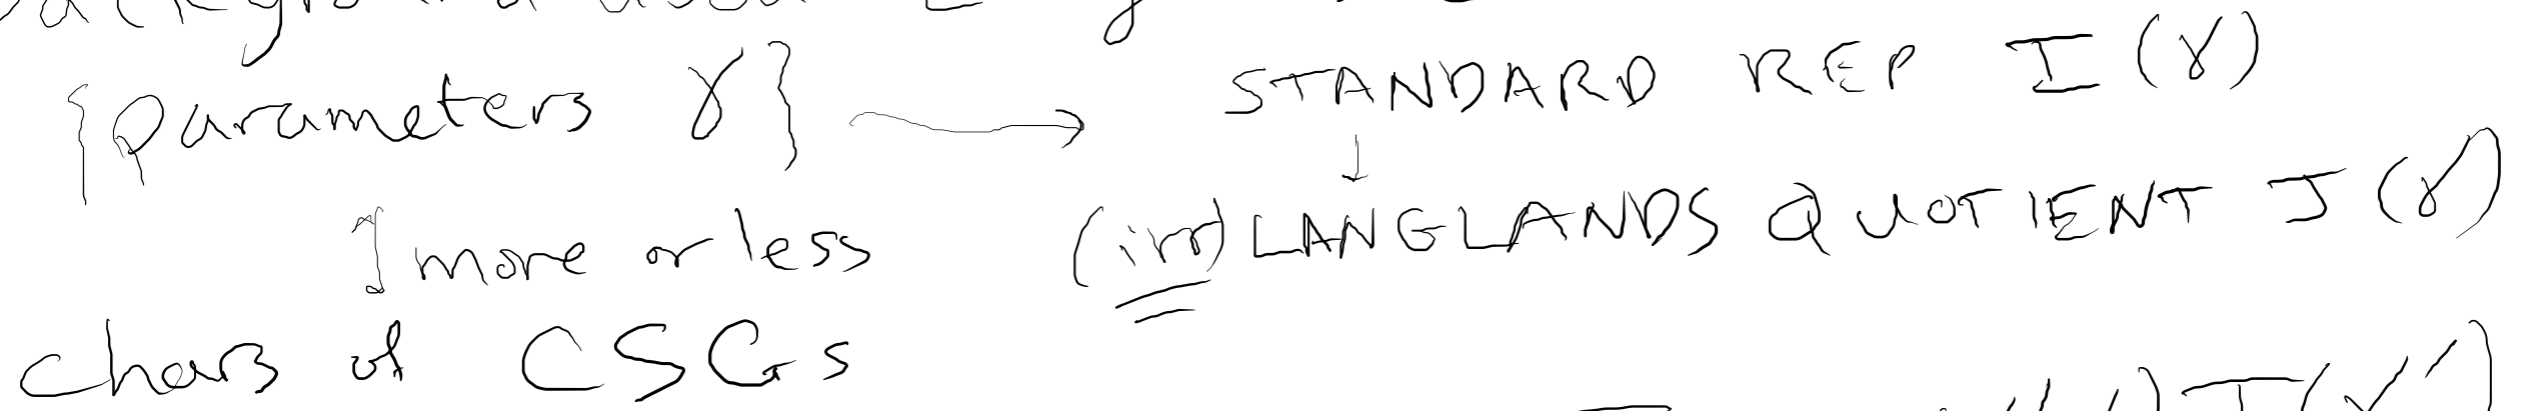 {parameters γ} → STANDARD REP I(γ)
↓
↕ more or less (irr) LANGLANDS QUOTIENT J(γ)
chars of CSGs